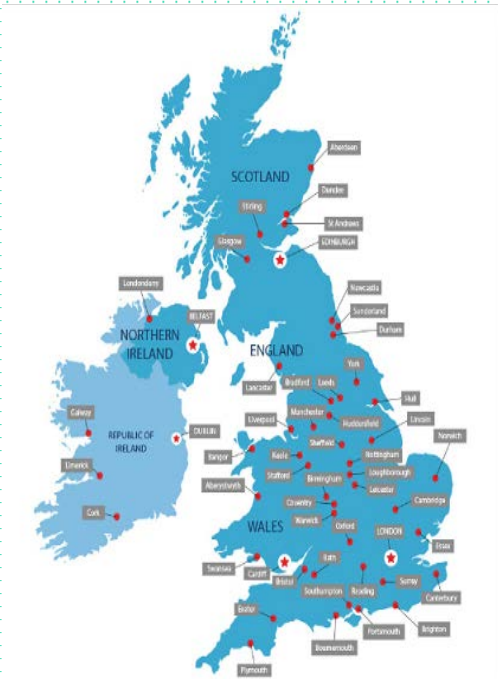 Aberdeen
SCOTLAND
Dundee
Stirling
St Andrews
Glasgow
EDINBURGH
Londonderry
Newcastle
BELFAST
Sunderland
Durham
NORTHERN
IRELAND
ENGLAND
York
Lancaster
Bradford
Leeds
Hull
Galway
Liverpool
Manchester
Huddersfield
Lincoln
REPUBLIC OF
IRELAND
DUBLIN
Sheffield
Norwich
Bangor
Keele
Nottingham
Limerick
Stafford
Loughborough
Birmingham
Leicester
Aberystwyth
Cambridge
Coventry
Cork
Warwick
WALES
Oxford
LONDON
Essex
Swansea
Cardiff
Bath
Bristol
Southampton
Reading
Surrey
Canterbury
Exeter
Portsmouth
Brighton
Bournemouth
Plymouth